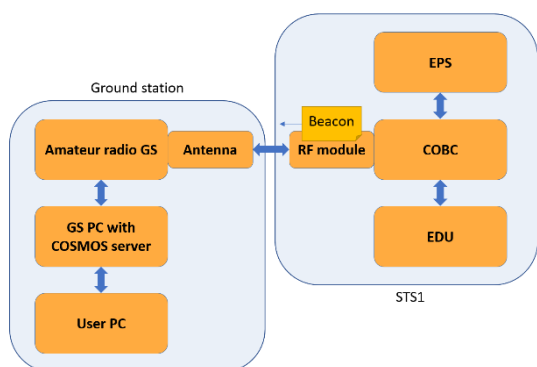 Ground station
Amateur radio GS
Antenna
GS PC with
COSMOS server
User PC
Beacon
RF module
EPS
COBC
EDU
STS1